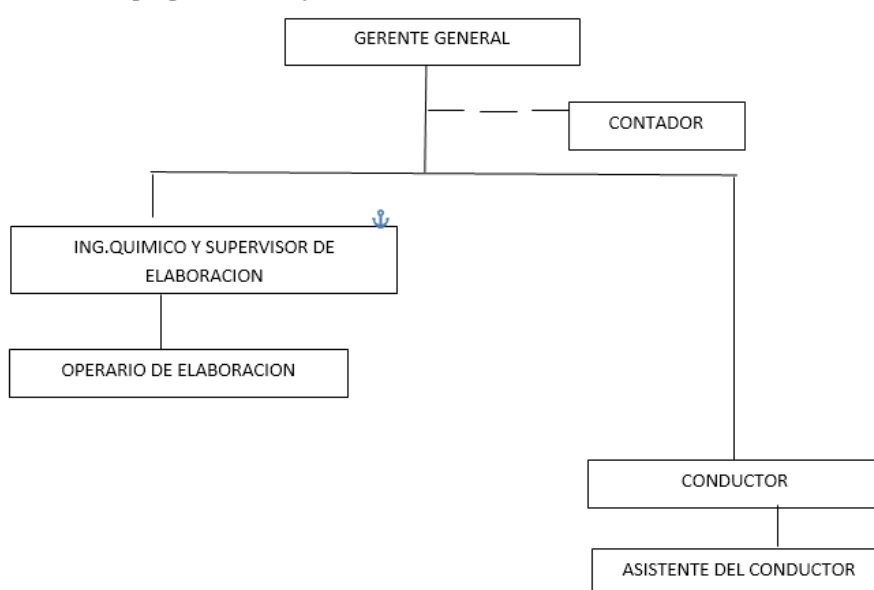 GERENTE GENERAL
CONTADOR
ING.QUIMICO Y SUPERVISOR DE
ELABORACION
OPERARIO DE ELABORACION
CONDUCTOR
ASISTENTE DEL CONDUCTOR